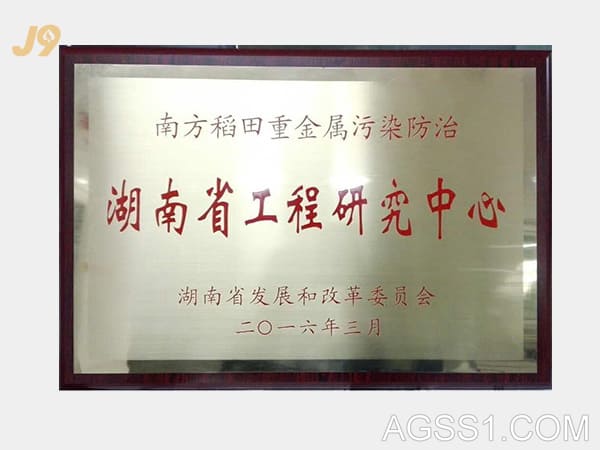 J9
南方稻田重金属污染防治
湖南省工程研究中心
湖南省发展和改革委员会
二〇一六年三月
AGSS1.COM